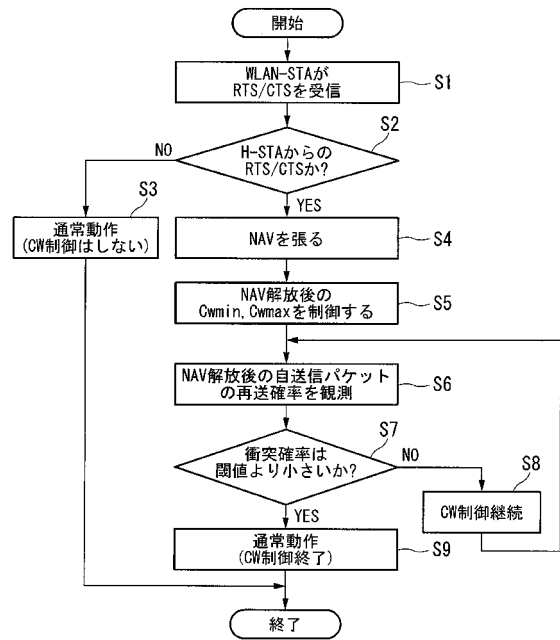 開始
WLAN-STAが
RTS/CTSを受信
S1
H-STAからの
RTS/CTSか?
S2
NO
YES
通常動作
(CW制御はしない)
S3
NAVを張る
S4
NAV解放後の
Cwmin,Cwmaxを制御する
S5
NAV解放後の自送信パケット
の再送確率を観測
S6
衝突確率は
閾値より小さいか?
S7
NO
YES
CW制御継続
S8
通常動作
(CW制御終了)
S9
終了